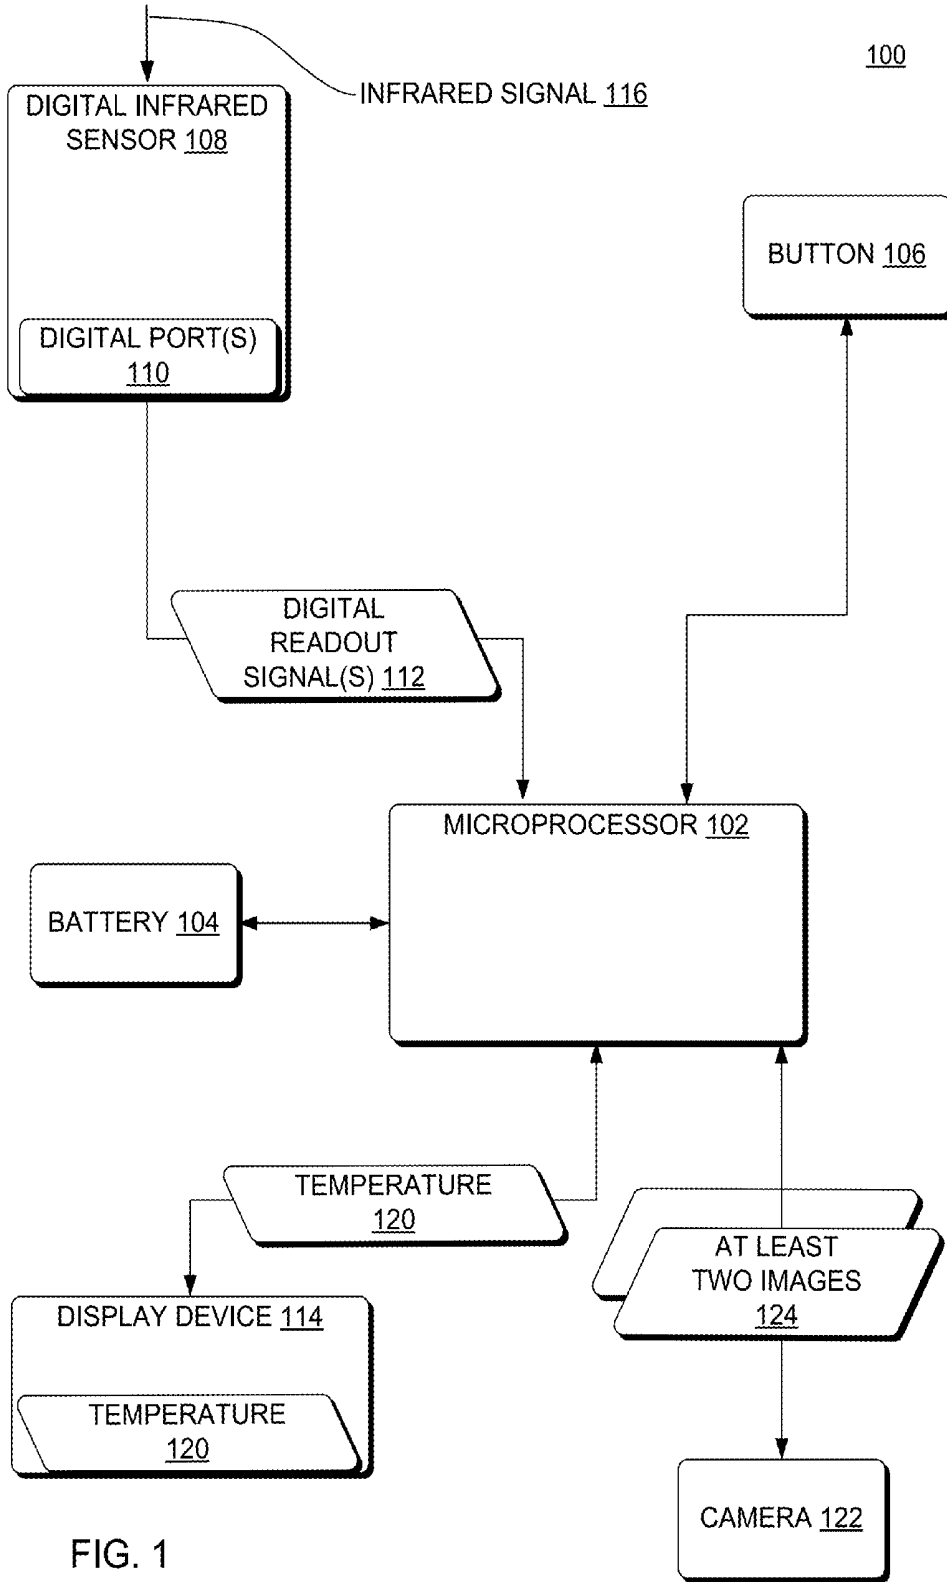 100
INFRARED SIGNAL 116
DIGITAL INFRARED
SENSOR 108
BUTTON 106
DIGITAL PORT(S)
110
DIGITAL
READOUT
SIGNAL(S) 112
MICROPROCESSOR 102
BATTERY 104
TEMPERATURE
120
AT LEAST
TWO IMAGES
124
DISPLAY DEVICE 114
TEMPERATURE
120
CAMERA 122
FIG. 1